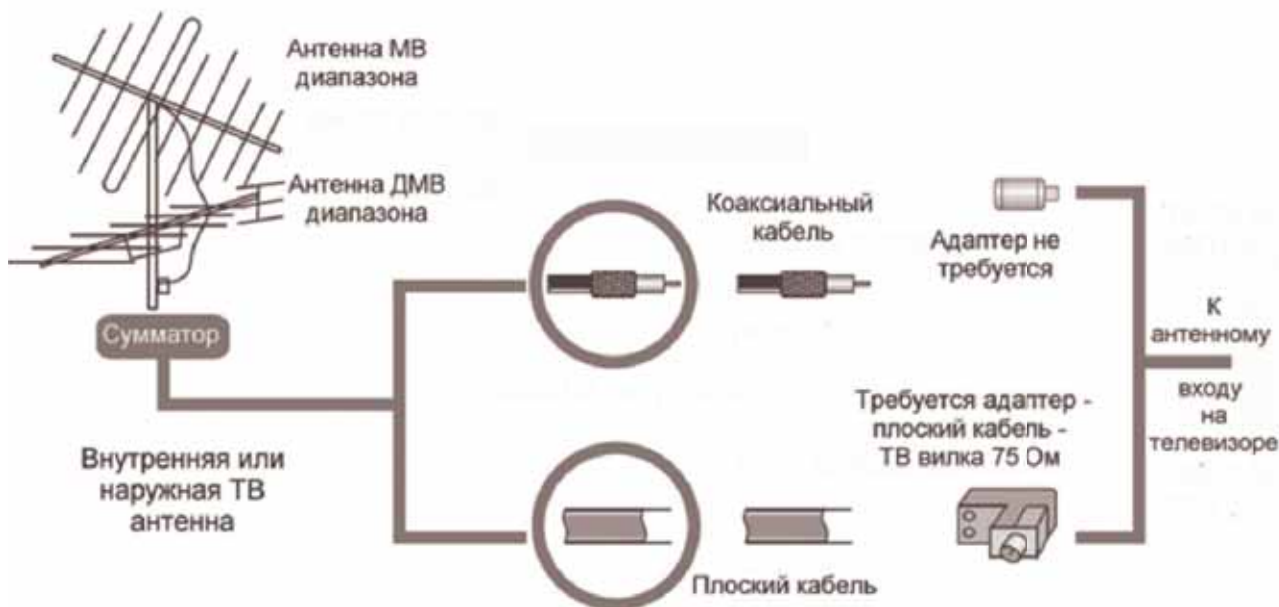 Антенна МВ
диапазона
Антенна ДМВ
диапазона
Сумматор
Внутренняя или
наружная ТВ
антенна
Коаксиальный
кабель
Адаптер не
требуется
Плоский кабель
Требуется адаптер -
плоский кабель -
ТВ вилка 75 Ом
К
антенному
входу
на
телевизоре